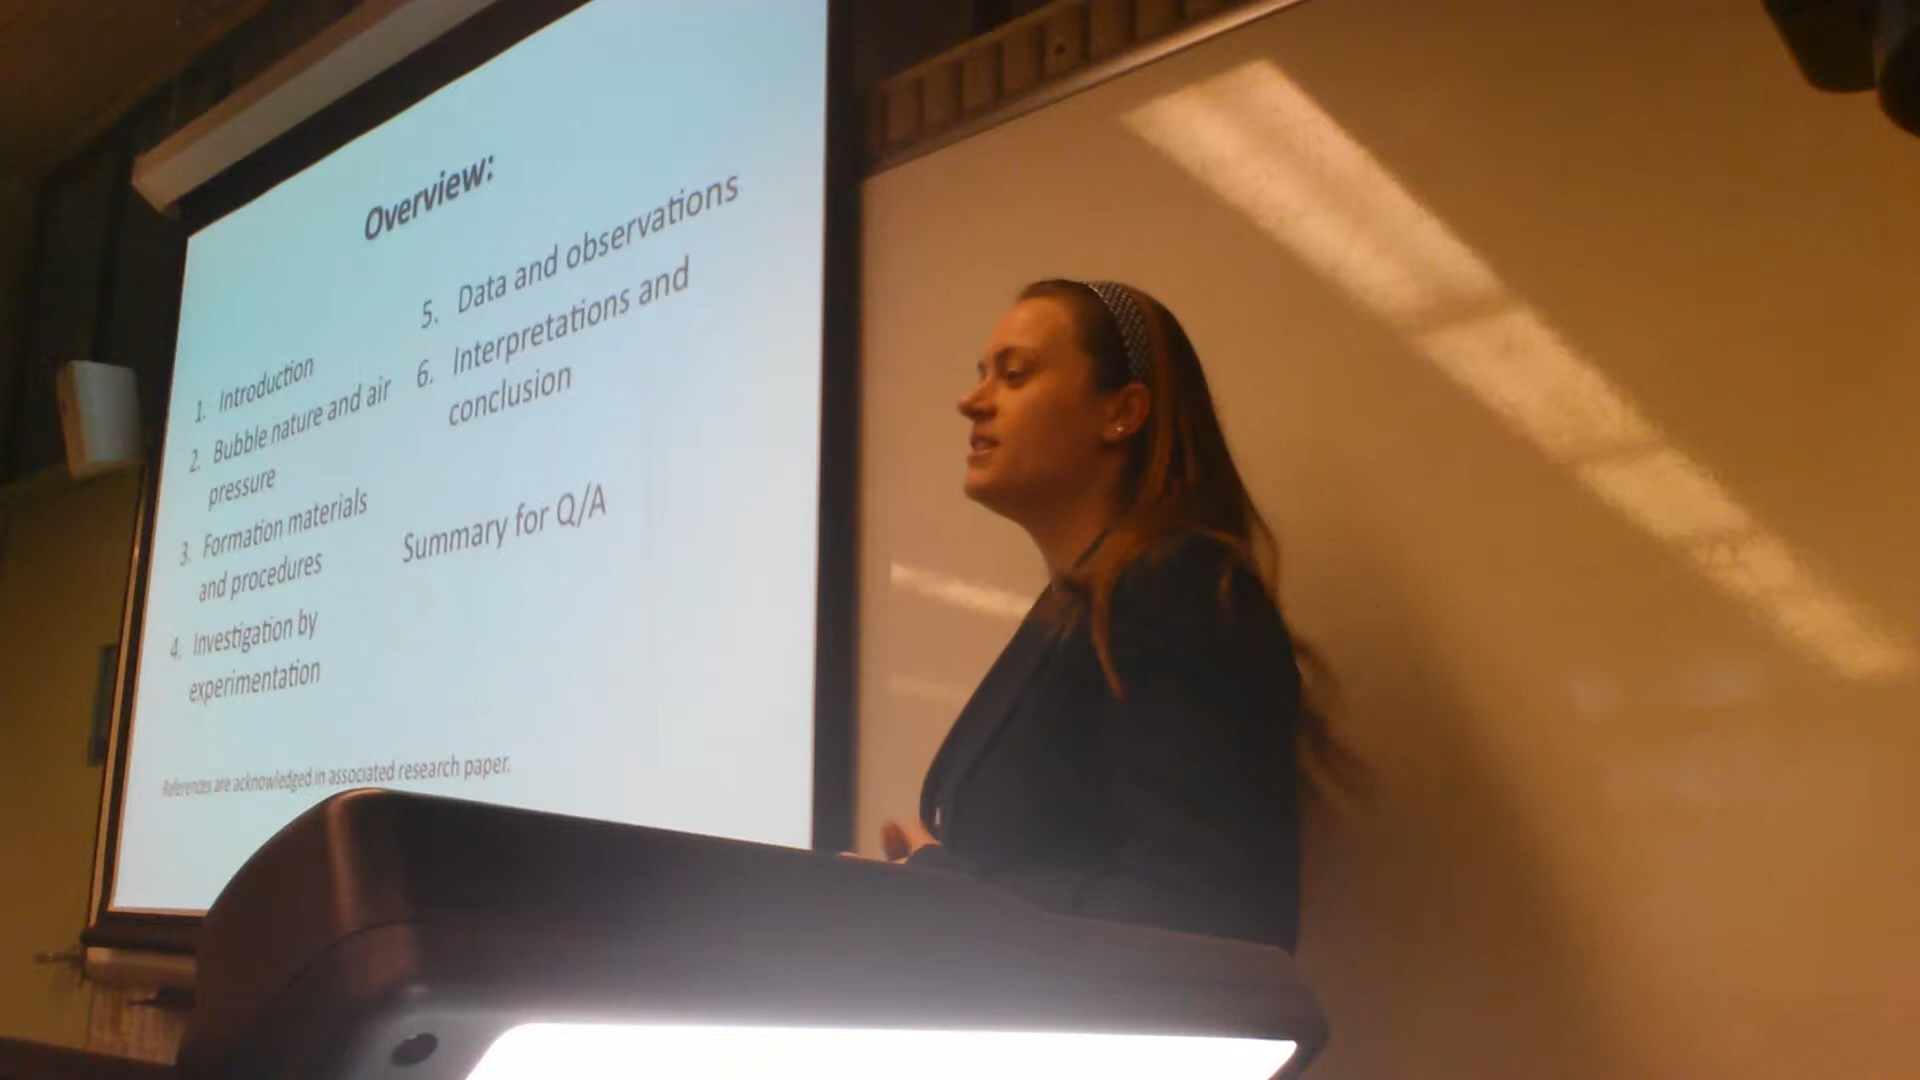 Overview:
1. Introduction
2. Bubble nature and air
pressure
3. Formation materials
and procedures
4. Investigation by
experimentation
5. Data and observations
6. Interpretations and
conclusion
Summary for Q/A
References are acknowledged in associated research paper.